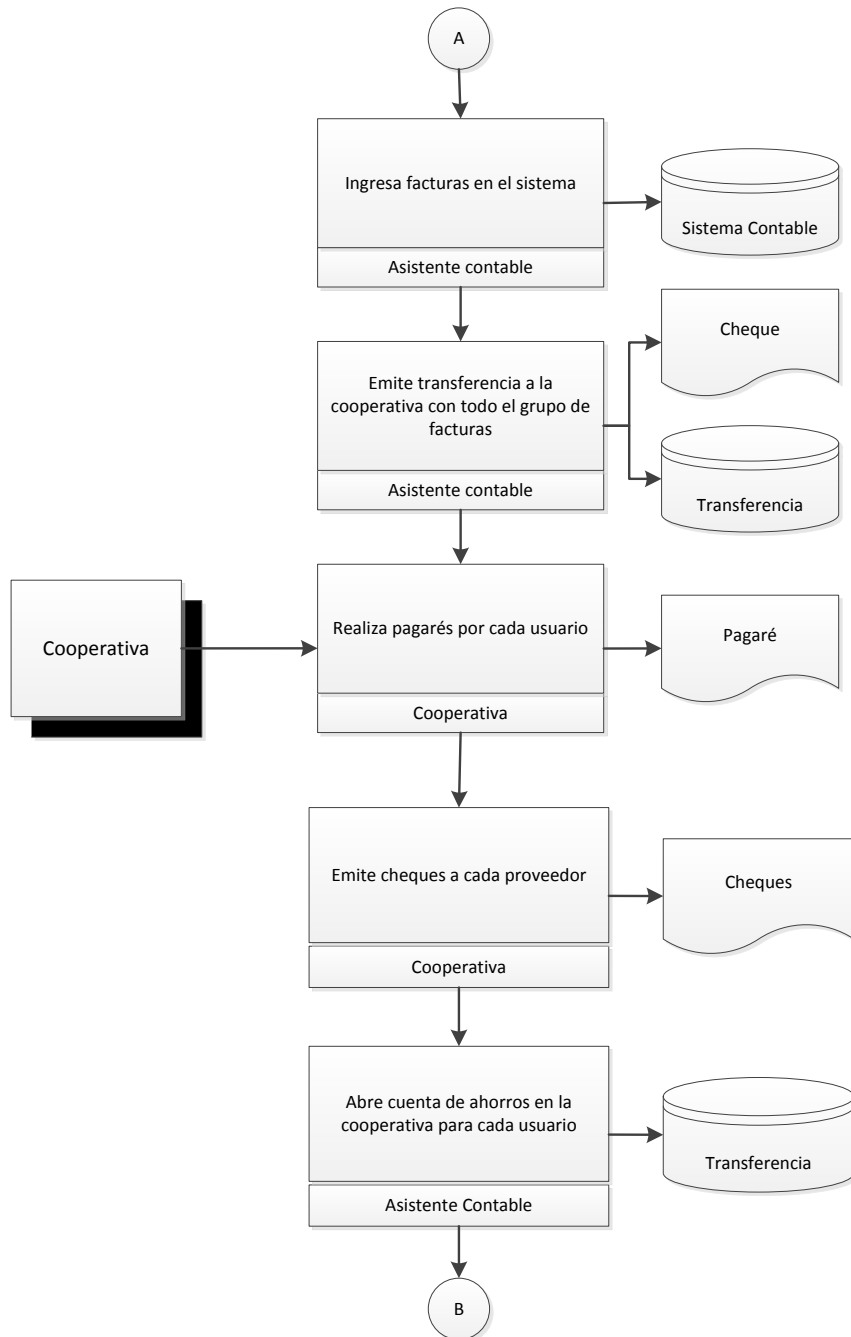 A
Ingresa facturas en el sistema
Sistema Contable
Asistente contable
Cheque
Emite transferencia a la
cooperativa con todo el grupo de
facturas
Transferencia
Asistente contable
Cooperativa
Realiza pagarés por cada usuario
Pagaré
Cooperativa
Emite cheques a cada proveedor
Cheques
Cooperativa
Abre cuenta de ahorros en la
cooperativa para cada usuario
Transferencia
Asistente Contable
B